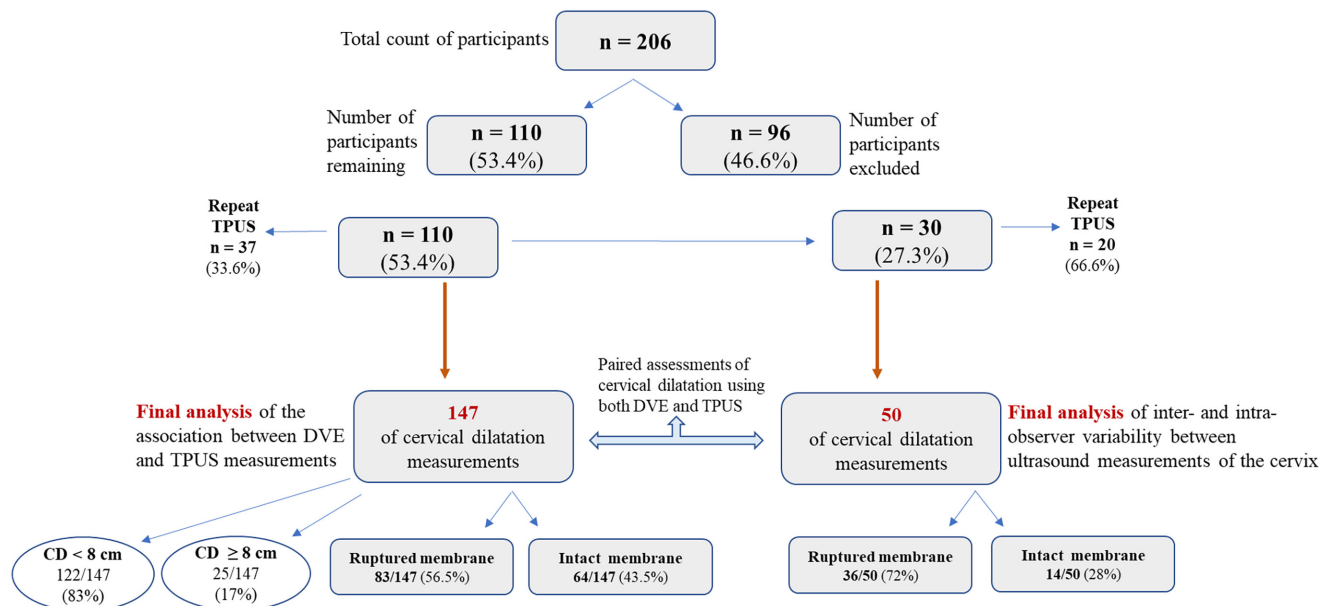 Total count of participants
n = 206
Number of
participants
remaining
n = 110
(53.4%)
n = 96
(46.6%)
Number of
participants
excluded
Repeat
TPUS
n = 37
(33.6%)
n = 110
(53.4%)
n = 30
(27.3%)
Repeat
TPUS
n = 20
(66.6%)
Paired assessments of
cervical dilatation using
both DVE and TPUS
Final analysis of the
association between DVE
and TPUS measurements
147
of cervical dilatation
measurements
50
of cervical dilatation
measurements
Final analysis of inter- and intra-
observer variability between
ultrasound measurements of the cervix
CD < 8 cm
122/147
(83%)
CD ≥ 8 cm
25/147
(17%)
Ruptured membrane
83/147 (56.5%)
Intact membrane
64/147 (43.5%)
Ruptured membrane
36/50 (72%)
Intact membrane
14/50 (28%)